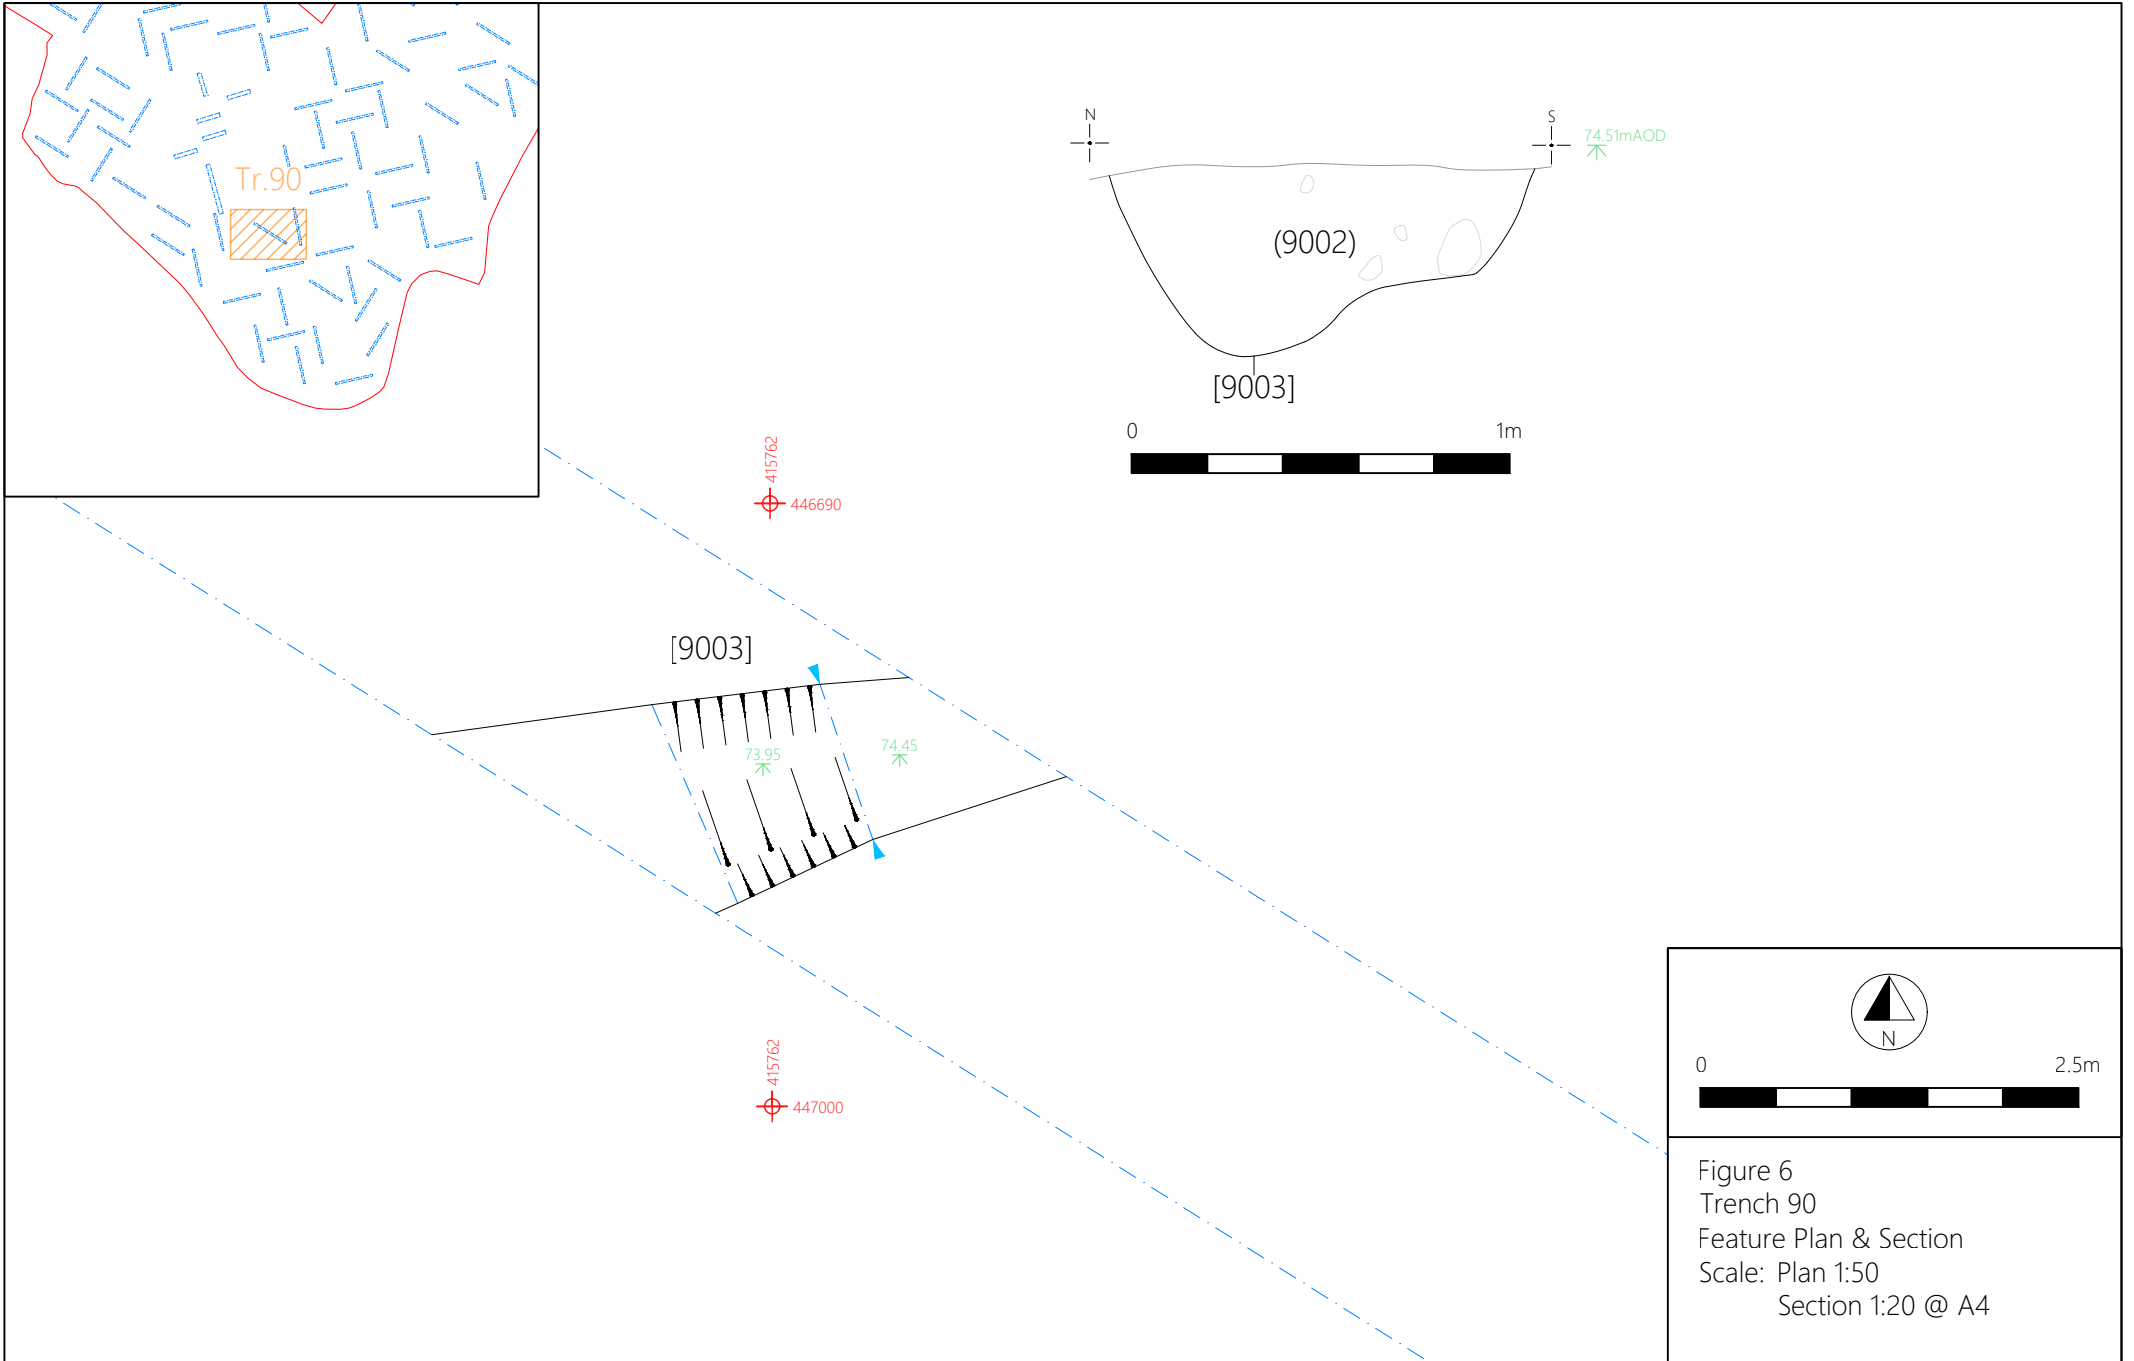 Tr.90
N
S
74.51mAOD
(9002)
[9003]
0 1m
415762
446690
[9003]
73.95
74.45
415762
447000
N
0 2.5m
Figure 6
Trench 90
Feature Plan & Section
Scale: Plan 1:50
Section 1:20 @ A4